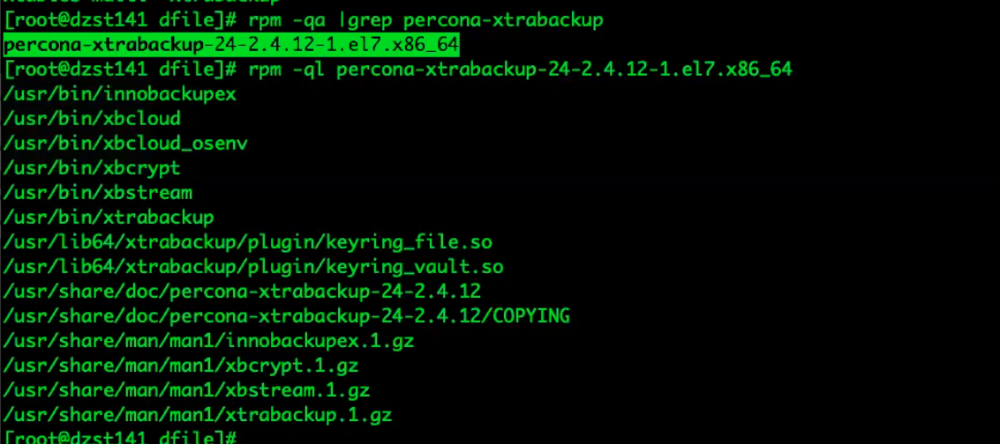 [root@dzst141 dfile]# rpm -qa |grep percona-xtrabackup
percona-xtrabackup-24-2.4.12-1.el7.x86_64
[root@dzst141 dfile]# rpm -ql percona-xtrabackup-24-2.4.12-1.el7.x86_64
/usr/bin/innobackupex
/usr/bin/xbcloud
/usr/bin/xbcloud_osenv
/usr/bin/xbcrypt
/usr/bin/xbstream
/usr/bin/xtrabackup
/usr/lib64/xtrabackup/plugin/keyring_file.so
/usr/lib64/xtrabackup/plugin/keyring_vault.so
/usr/share/doc/percona-xtrabackup-24-2.4.12
/usr/share/doc/percona-xtrabackup-24-2.4.12/COPYING
/usr/share/man/man1/innobackupex.1.gz
/usr/share/man/man1/xbcrypt.1.gz
/usr/share/man/man1/xbstream.1.gz
/usr/share/man/man1/xtrabackup.1.gz
[root@dzst141 dfile]#